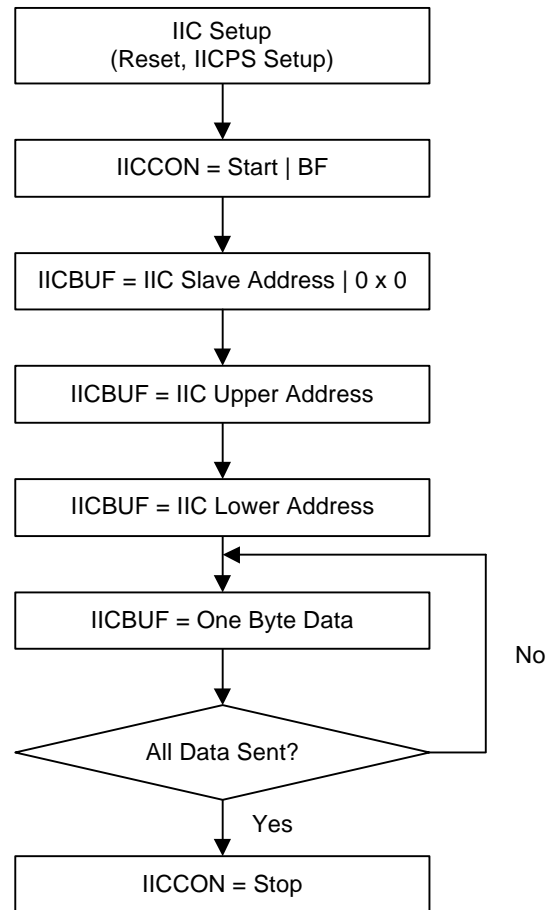 IIC Setup
(Reset, IICPS Setup)
IICCON = Start | BF
IICBUF = IIC Slave Address | 0 x 0
IICBUF = IIC Upper Address
IICBUF = IIC Lower Address
IICBUF = One Byte Data
No
All Data Sent?
Yes
IICCON = Stop